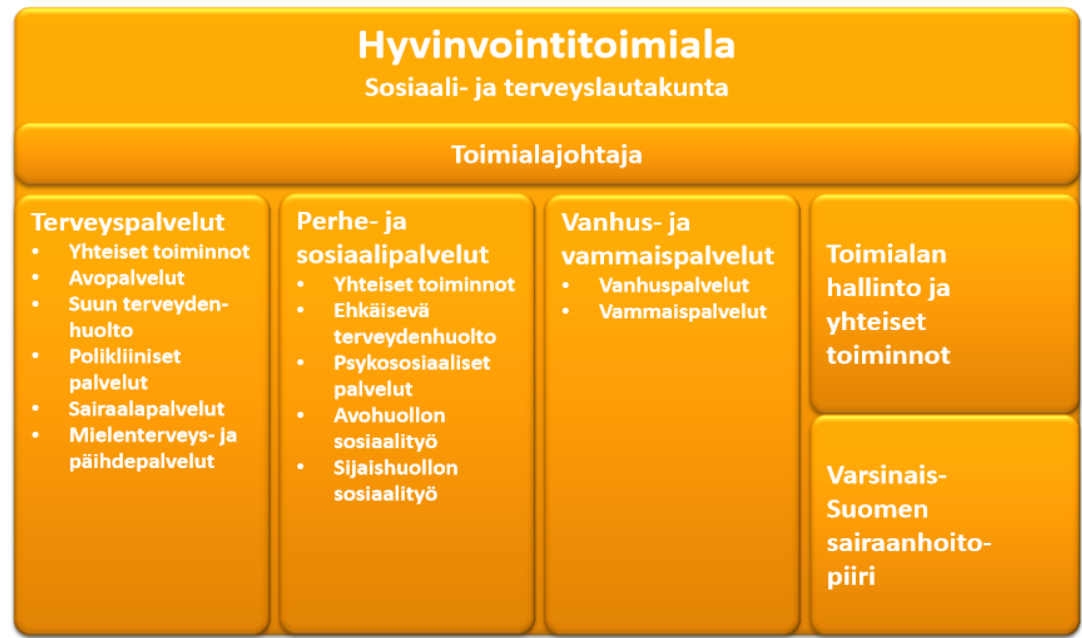 Hyvinvointitoimiala
Sosiaali- ja terveyslautakunta
Toimialajohtaja
Terveyspalvelut
• Yhteiset toiminnot
• Avopalvelut
• Suun terveyden-
huolto
• Polikliiniset
palvelut
• Sairaalapalvelut
• Mielenterveys- ja
päihdepalvelut
Perhe- ja
sosiaalipalvelut
• Yhteiset toiminnot
• Ehkäisevä
terveydenhuolto
• Psykososiaaliset
palvelut
• Avohuollon
sosiaalityö
• Sijaishuollon
sosiaalityö
Vanhus- ja
vammaispalvelut
• Vanhuspalvelut
• Vammaispalvelut
Toimialan
hallinto ja
yhteiset
toiminnot
Varsinais-
Suomen
sairaanhoito-
piiri